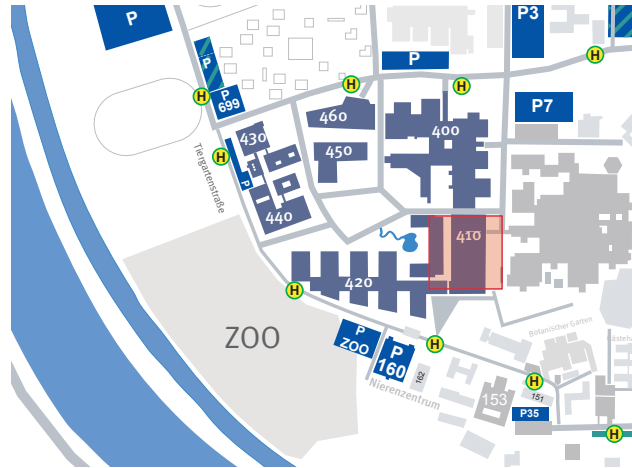 P
P3
P
P
H
H
H
P
699
H
P7
460
400
430
450
H
P
Tiergartenstraße
440
410
420
H
ZOO
Botanischer Garten
P
ZOO
P
160
H
162
Nierenzentrum
H
153
151
P35
H